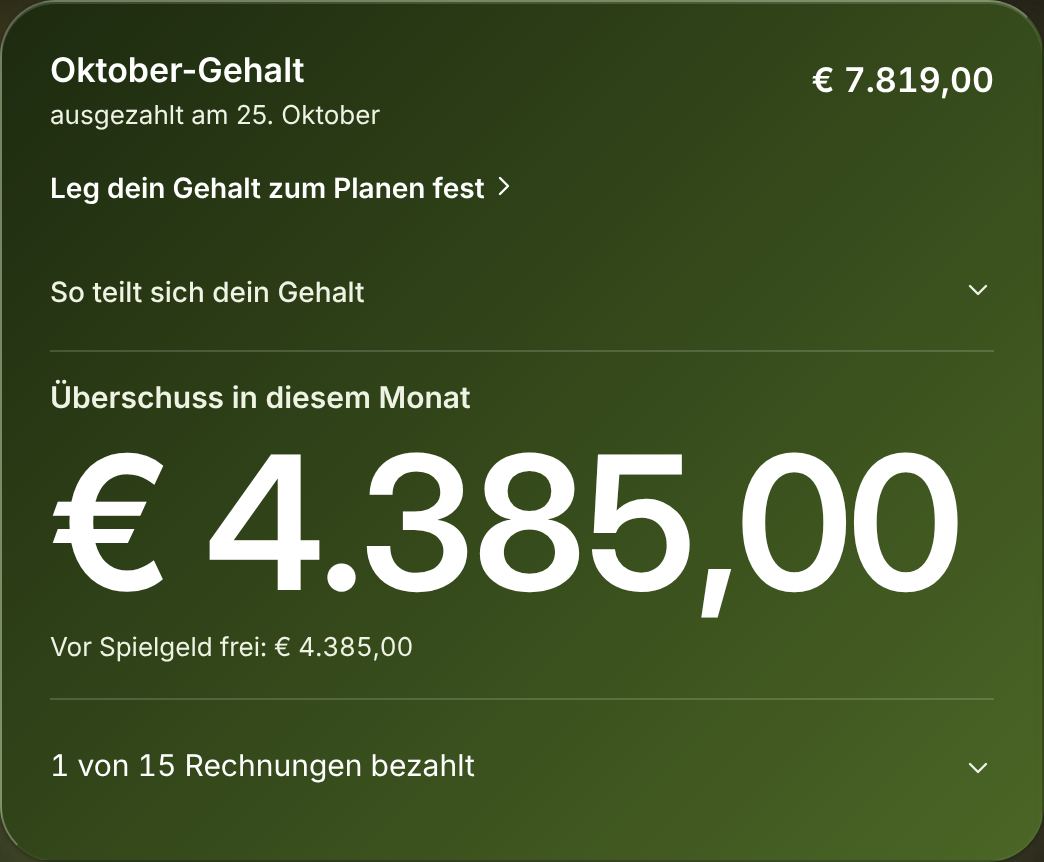 Oktober-Gehalt
€ 7.819,00
ausgezahlt am 25. Oktober
Leg dein Gehalt zum Planen fest
So teilt sich dein Gehalt
Überschuss in diesem Monat
€ 4.385,00
Vor Spielgeld frei: € 4.385,00
1 von 15 Rechnungen bezahlt